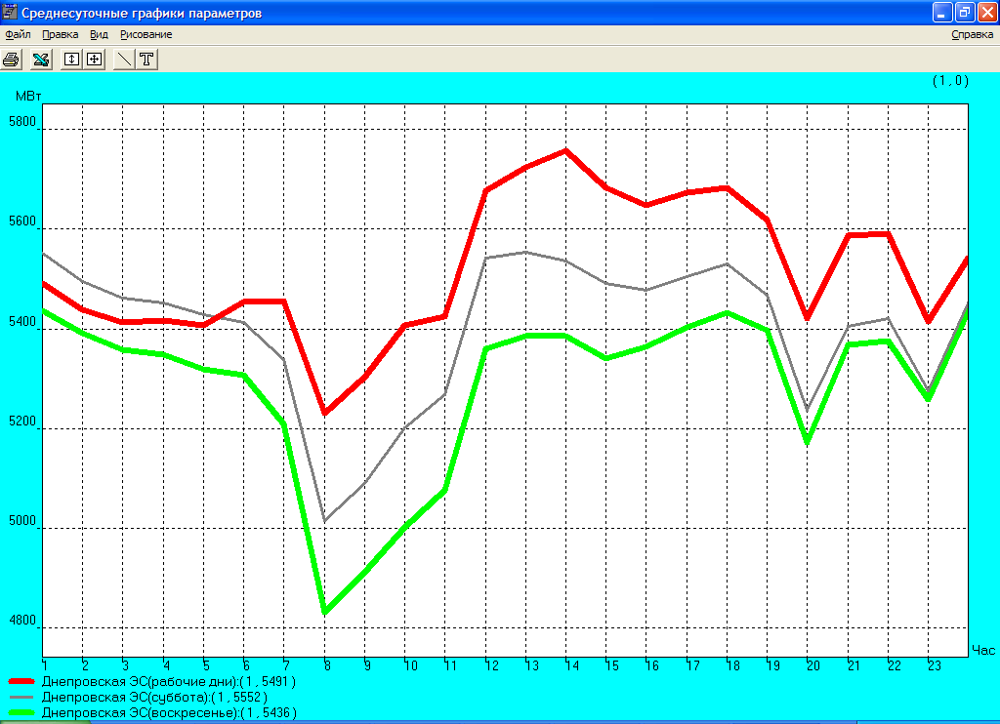 Среднесуточные графики параметров
Файл Правка Вид Рисование Справка
(1,0)
МВт
5800
5600
5400
5200
5000
4800
Час
1 2 3 4 5 6 7 8 9 10 11 12 13 14 15 16 17 18 19 20 21 22 23
Днепровская ЭС(рабочие дни):(1,5491)
Днепровская ЭС(суббота):(1,5552)
Днепровская ЭС(воскресенье):(1,5436)